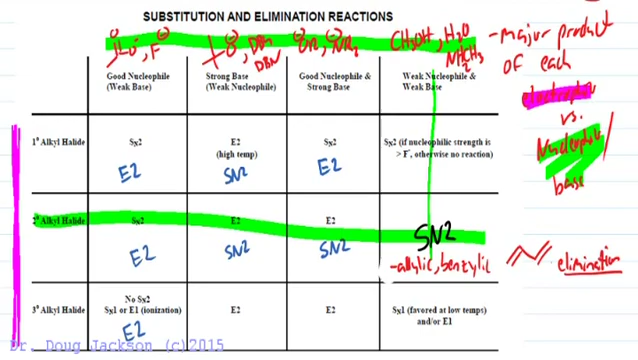 SUBSTITUTION AND ELIMINATION REACTIONS
O, F⊖ DBU ⊖OR, ⊖NR₂ CH₃OH, H₂O -major product
DBN NH₂CH₃ of each
Good Nucleophile Strong Base Good Nucleophile & Weak Nucleophile & electrophile
(Weak Base) (Weak Nucleophile) Strong Base Weak Base vs.
Nucleophile/
base
1° Alkyl Halide SN2 E2 SN2 SN2 (if nucleophilic strength is
(high temp) > F⁻, otherwise no reaction)
E2 SN2 E2
2° Alkyl Halide SN2 E2 E2 SN2
E2 SN2 SN2 -allylic, benzylic elimination
3° Alkyl Halide No SN2 E2 E2 SN1 (favored at low temps)
SN1 or E1 (ionization) and/or E1
E2
Dr. Doug Jackson (c)2015